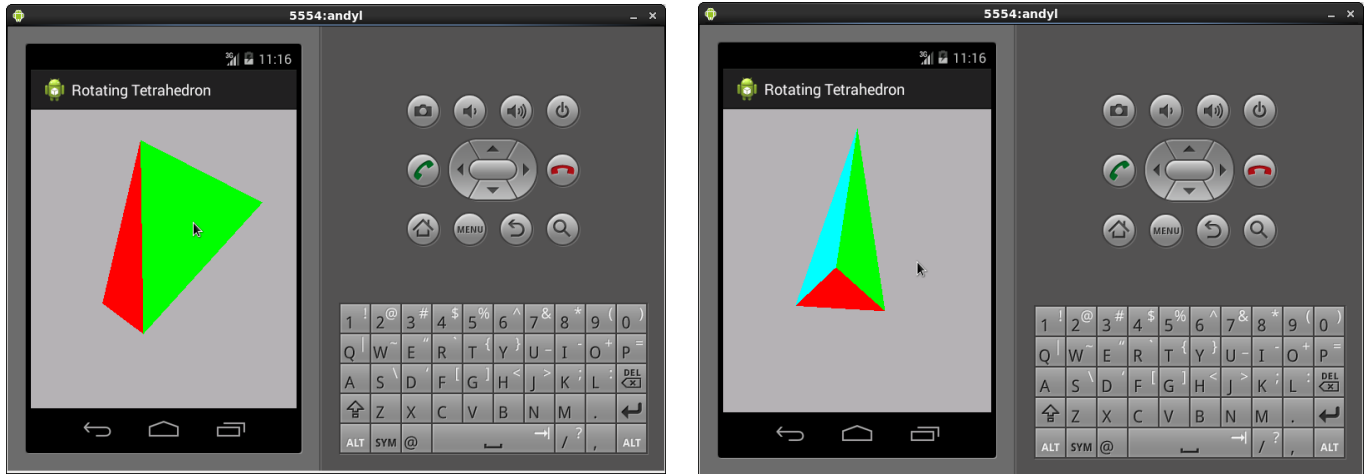 5554:andyl
3G 11:16
Rotating Tetrahedron
MENU
1 ! 2 @ 3 # 4 $ 5 % 6 ^ 7 & 8 * 9 ( 0 )
Q | W ~ E " R ` T { Y } U _ I - O + P =
A S \ D ' F [ G ] H < J > K ; L : DEL
Z X C V B N M .
ALT SYM @ / ? , ALT
5554:andyl
3G 11:16
Rotating Tetrahedron
MENU
1 ! 2 @ 3 # 4 $ 5 % 6 ^ 7 & 8 * 9 ( 0 )
Q | W ~ E " R ` T { Y } U _ I - O + P =
A S \ D ' F [ G ] H < J > K ; L : DEL
Z X C V B N M .
ALT SYM @ / ? , ALT